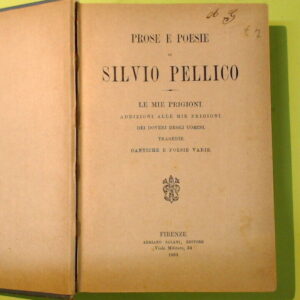 PROSE E POESIE
DI
SILVIO PELLICO
LE MIE PRIGIONI
ADDIZIONI ALLE MIE PRIGIONI
DEI DOVERI DEGLI UOMINI.
TRAGEDIE.
CANTICHE E POESIE VARIE.
FIRENZE
ADRIANO SALANI, EDITORE
Viale Militare, 24